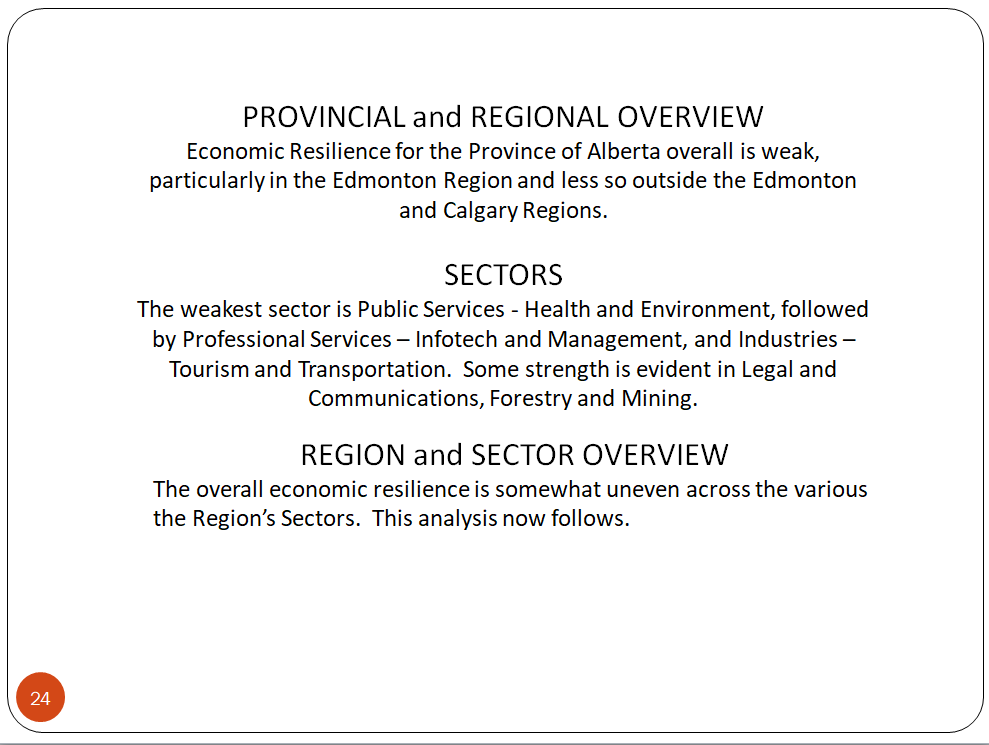 PROVINCIAL and REGIONAL OVERVIEW
Economic Resilience for the Province of Alberta overall is weak,
particularly in the Edmonton Region and less so outside the Edmonton
and Calgary Regions.
SECTORS
The weakest sector is Public Services - Health and Environment, followed
by Professional Services – Infotech and Management, and Industries –
Tourism and Transportation.  Some strength is evident in Legal and
Communications, Forestry and Mining.
REGION and SECTOR OVERVIEW
The overall economic resilience is somewhat uneven across the various
the Region’s Sectors.  This analysis now follows.
24